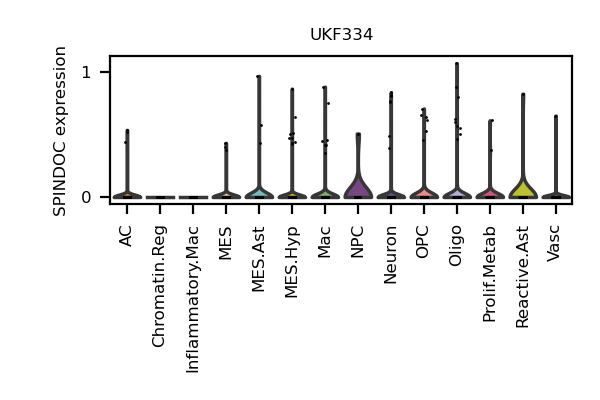 UKF334
SPINDOC expression
1
0
AC
Chromatin.Reg
Inflammatory.Mac
MES
MES.Ast
MES.Hyp
Mac
NPC
Neuron
OPC
Oligo
Prolif.Metab
Reactive.Ast
Vasc